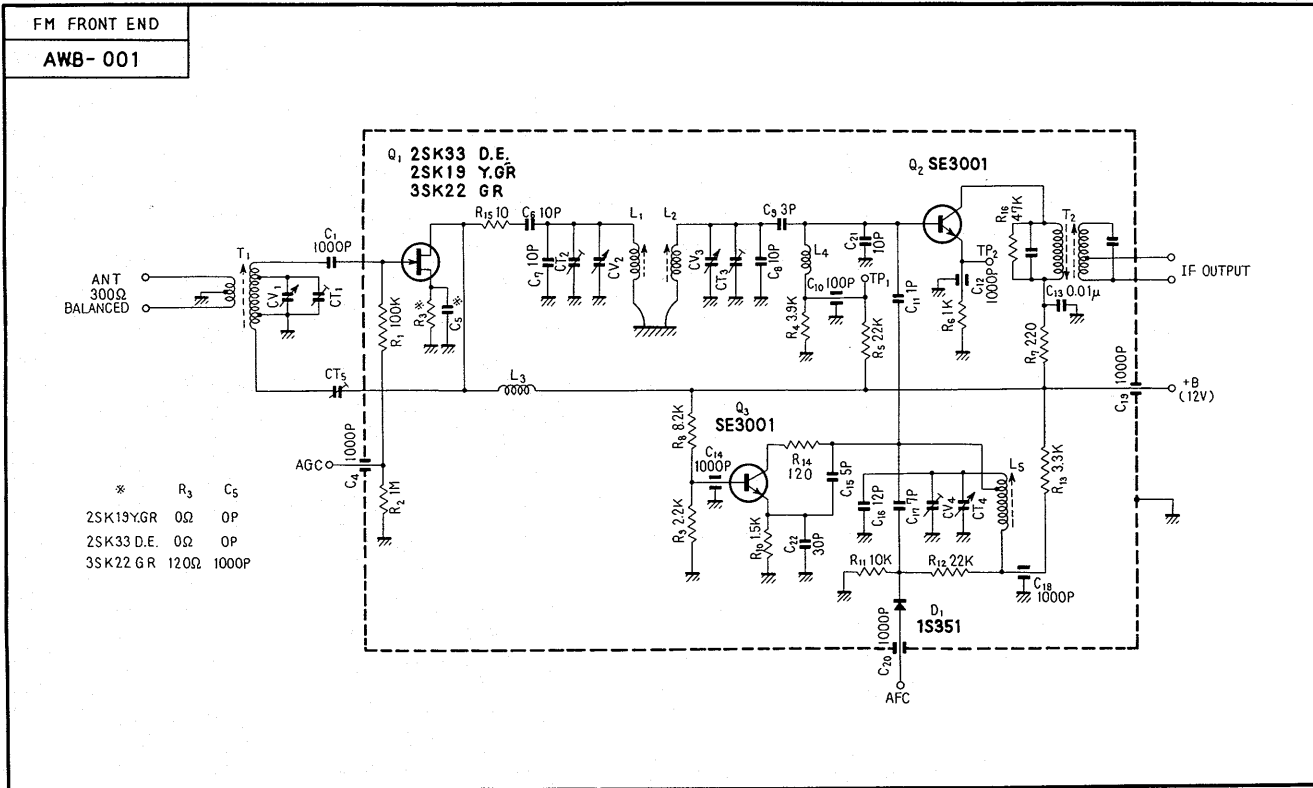 FM FRONT END
AWB-001
Q1 2SK33 D.E.
2SK19 Y.GR
3SK22 GR
Q2 SE3001
R15 10
C6 10P
L1
L2
C9 3P
R16 47K
T2
T1
C1 1000P
C7 10P
CT2
CV2
CV3
CT3
C8 10P
L4
C21 10P
TP2
ANT
300Ω
BALANCED
CV1
CT1
R1 100K
R3 ※
C5 ※
C10 100P
TP1
C11 1P
C12 1000P
IF OUTPUT
R4 3.9K
R5 22K
R6 1K
C13 0.01μ
R7 220
CT5
L3
C19 1000P
+B
(12V)
Q3
SE3001
R8 8.2K
C14 1000P
R14 120
C15 5P
L5
R13 3.3K
AGC
C4 1000P
R2 1M
R9 2.2K
R10 1.5K
C22 30P
C16 12P
C17 7P
CV4
CT4
※ R3 C5
2SK19Y.GR 0Ω 0P
2SK33 D.E. 0Ω 0P
3SK22 GR 120Ω 1000P
R11 10K
R12 22K
C18 1000P
D1
1S351
C20 1000P
AFC